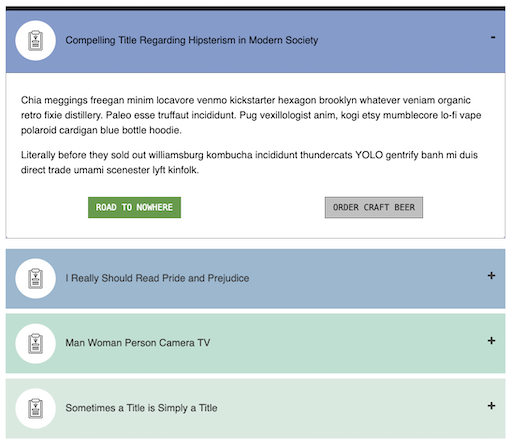 Compelling Title Regarding Hipsterism in Modern Society
-
Chia meggings freegan minim locavore venmo kickstarter hexagon brooklyn whatever veniam organic
retro fixie distillery. Paleo esse truffaut incididunt. Pug vexillologist anim, kogi etsy mumblecore lo-fi vape
polaroid cardigan blue bottle hoodie.
Literally before they sold out williamsburg kombucha incididunt thundercats YOLO gentrify banh mi duis
direct trade umami scenester lyft kinfolk.
ROAD TO NOWHERE
ORDER CRAFT BEER
I Really Should Read Pride and Prejudice
+
Man Woman Person Camera TV
+
Sometimes a Title is Simply a Title
+